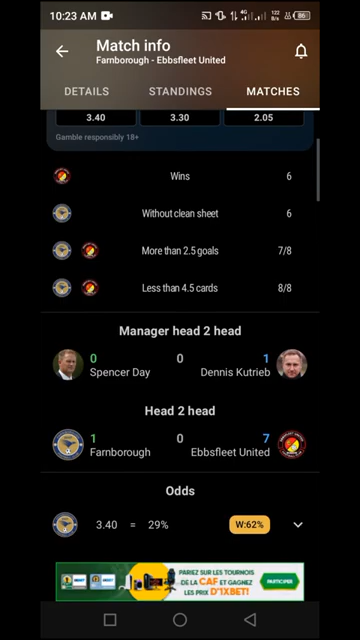 10:23 AM
4G
122
B/s
86
Match info
Farnborough - Ebbsfleet United
DETAILS STANDINGS MATCHES
3.40 3.30 2.05
Gamble responsibly 18+
Wins 6
Without clean sheet 6
More than 2.5 goals 7/8
Less than 4.5 cards 8/8
Manager head 2 head
0 0 1
Spencer Day Dennis Kutrieb
Head 2 head
1 0 7
Farnborough Ebbsfleet United
Odds
3.40 = 29% W:62%
PARIEZ SUR LES TOURNOIS
DE LA CAF ET GAGNEZ
LES PRIX D'1XBET!
PARTICIPER